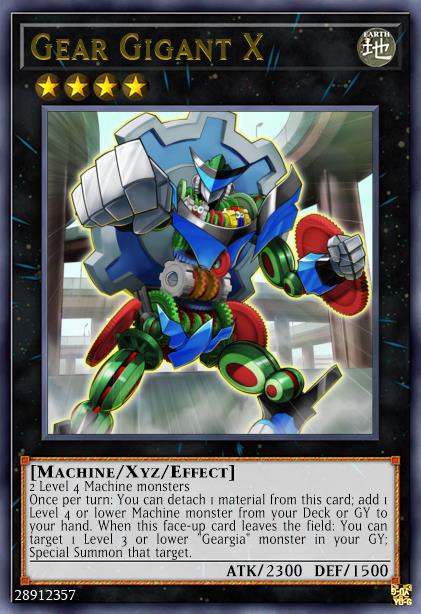 Gear Gigant X
EARTH
地
[Machine/Xyz/Effect]
2 Level 4 Machine monsters
Once per turn: You can detach 1 material from this card; add 1
Level 4 or lower Machine monster from your Deck or GY to
your hand. When this face-up card leaves the field: You can
target 1 Level 3 or lower "Geargia" monster in your GY;
Special Summon that target.
ATK/2300 DEF/1500
28912357